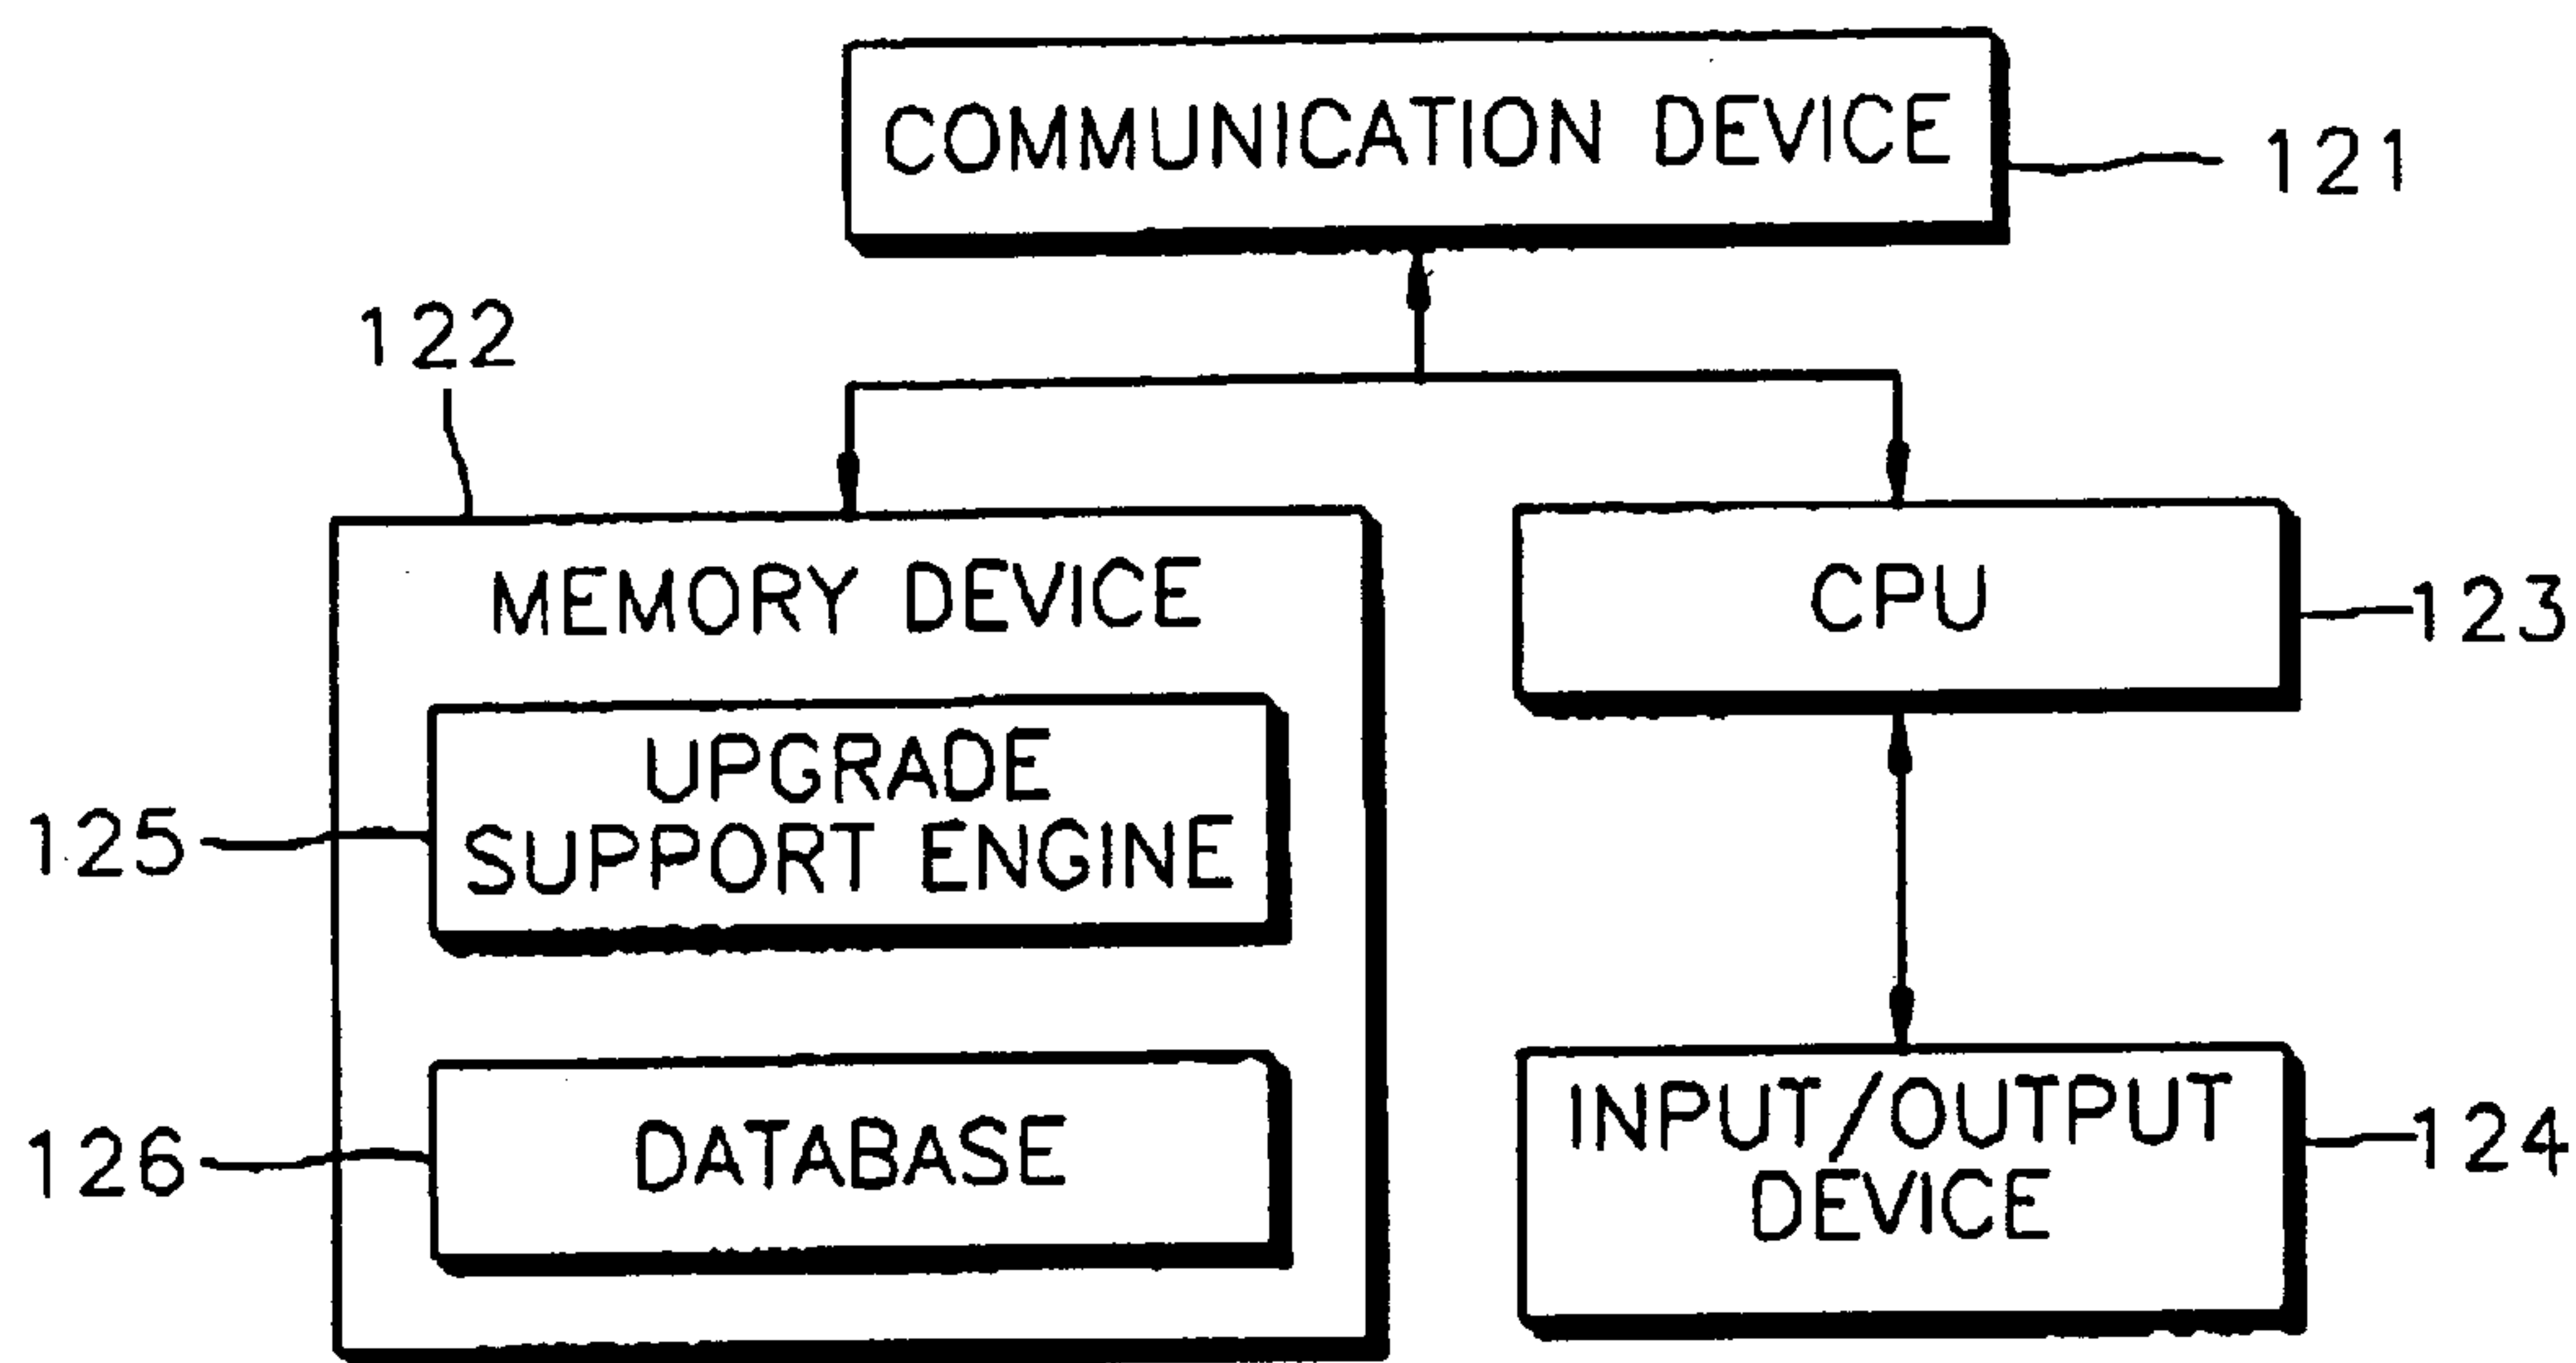 COMMUNICATION DEVICE
121
122
MEMORY DEVICE
CPU
123
UPGRADE
SUPPORT ENGINE
125
DATABASE
126
INPUT/OUTPUT
DEVICE
124